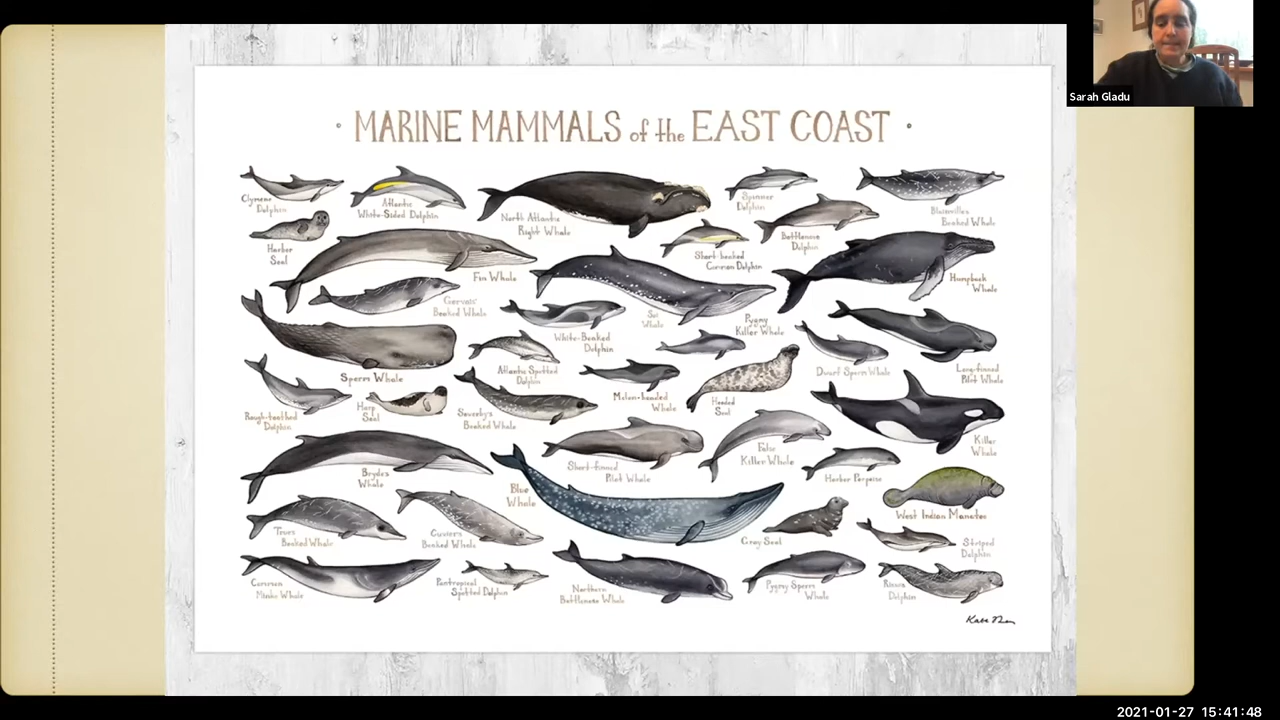 Sarah Gladu
MARINE MAMMALS of the EAST COAST
Clymene
Dolphin
Atlantic
White-Sided Dolphin
North Atlantic
Right Whale
Spinner
Dolphin
Blainvilles
Beaked Whale
Harbor
Seal
Bottlenose
Dolphin
Short-beaked
Common Dolphin
Fin Whale
Humpback
Whale
Gervais'
Beaked Whale
Sei
Whale
Pygmy
Killer Whale
White-Beaked
Dolphin
Sperm Whale
Atlantic Spotted
Dolphin
Dwarf Sperm Whale
Long-finned
Pilot Whale
Rough-toothed
Dolphin
Harp
Seal
Sowerby's
Beaked Whale
Melon-headed
Whale
Hooded
Seal
Killer
Whale
False
Killer Whale
Short-finned
Pilot Whale
Harbor Porpoise
Brydes
Whale
Blue
Whale
West Indian Manatee
Trues
Beaked Whale
Cuviers
Beaked Whale
Gray Seal
Striped
Dolphin
Common
Minke Whale
Pantropical
Spotted Dolphin
Northern
Bottlenose Whale
Pygmy Sperm
Whale
Rissos
Dolphin
2021-01-27 15:41:48